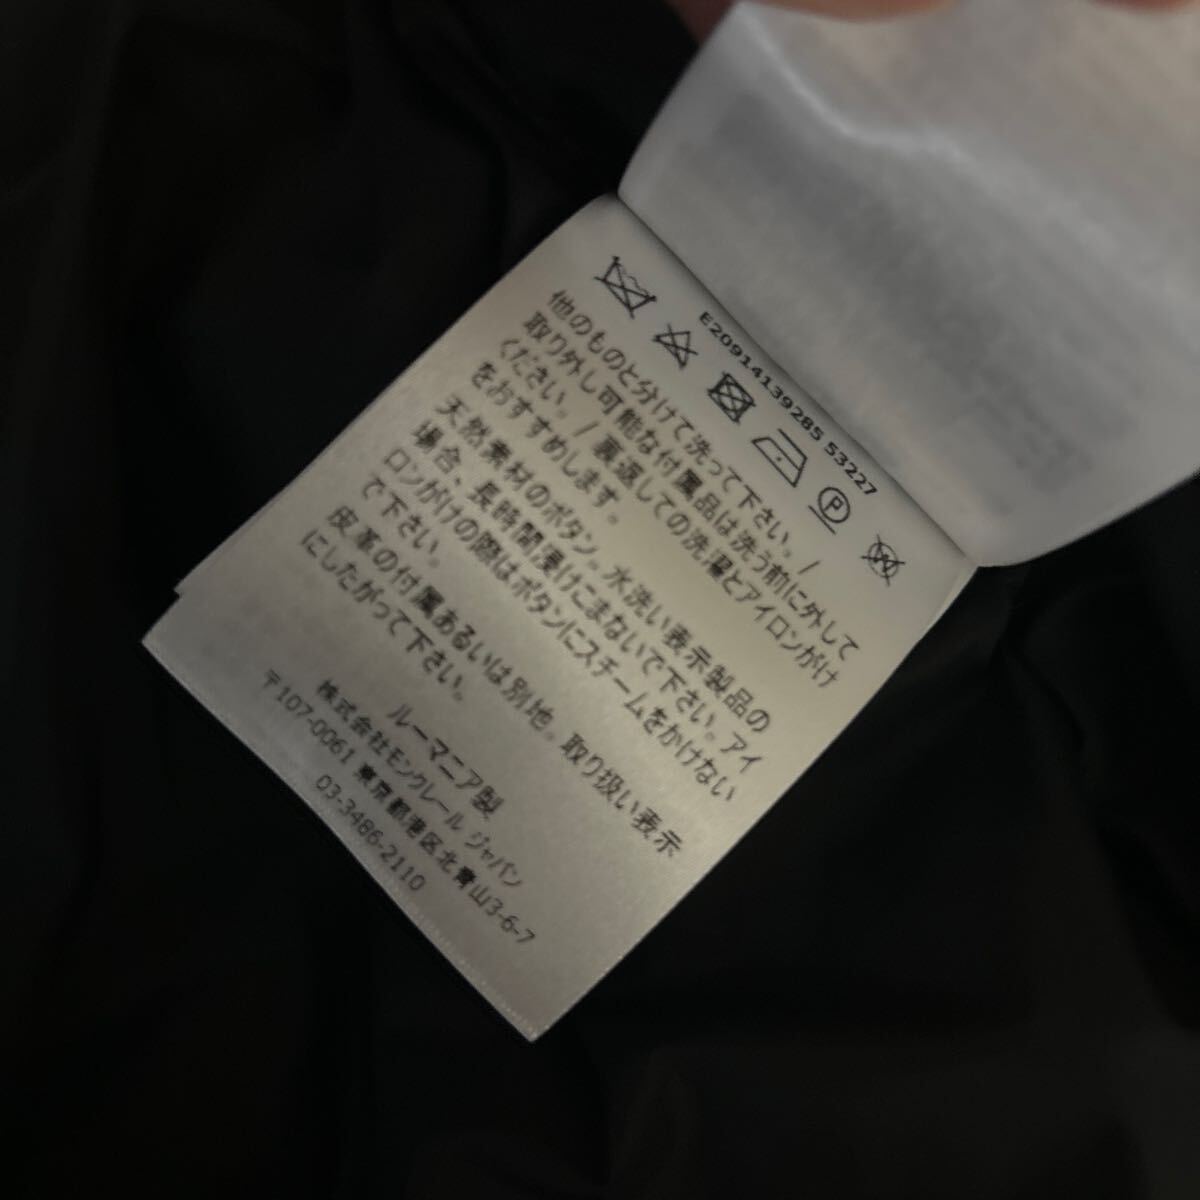 E20914139285 53227
P
W
他のものと分けて洗って下さい。/
取り外し可能な付属品は洗う前に外して
ください。/ 裏返しての洗濯とアイロンがけ
をおすすめします。
天然素材のボタン。水洗い表示製品の
場合、長時間漬けこまないで下さい。アイ
ロンがけの際はボタンにスチームをかけない
で下さい。
皮革の付属あるいは別地。取り扱い表示
にしたがって下さい。
ルーマニア製
株式会社モンクレール ジャパン
〒107-0061 東京都港区北青山3-6-7
03-3486-2110